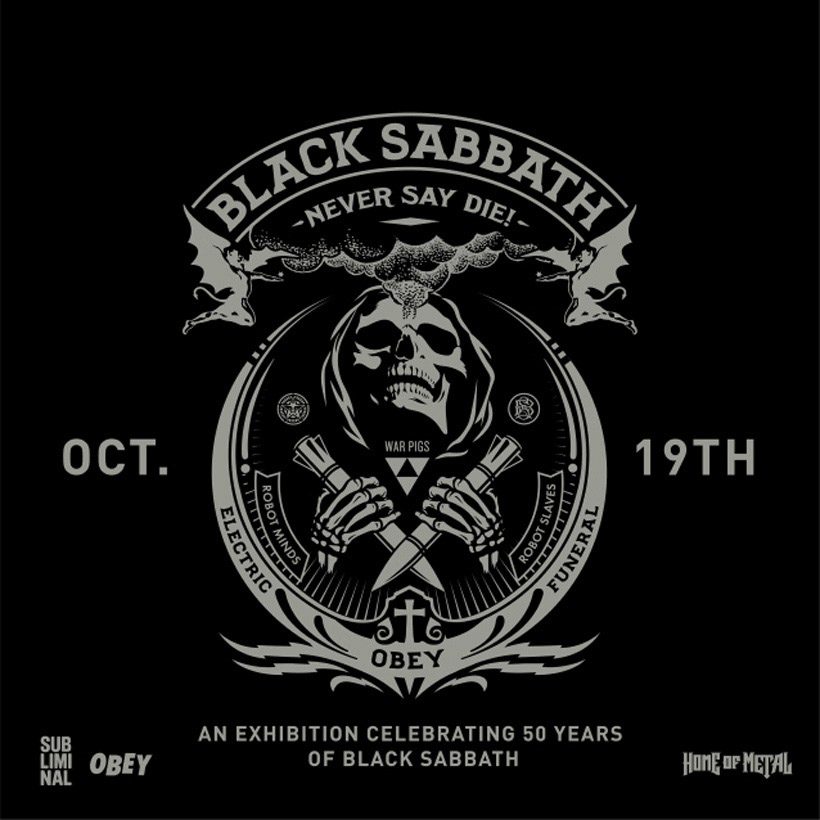 BLACK SABBATH
-NEVER SAY DIE!-
WAR PIGS
OCT.
19TH
ROBOT MINDS
ROBOT SLAVES
ELECTRIC
FUNERAL
OBEY
AN EXHIBITION CELEBRATING 50 YEARS
OF BLACK SABBATH
SUB
LIMI
NAL
OBEY
HOME OF METAL